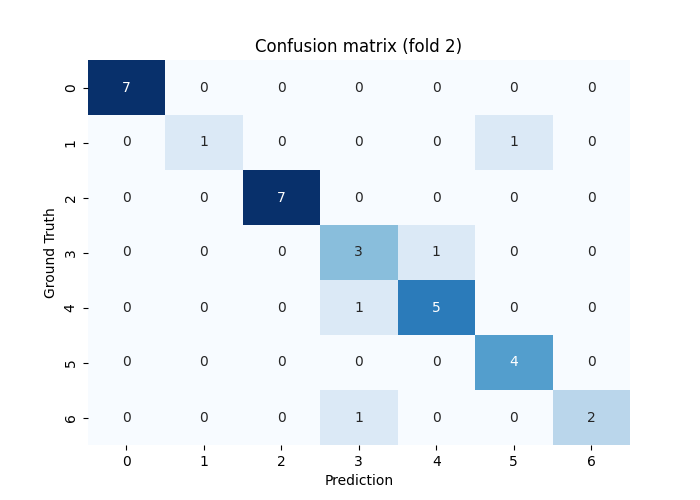 Confusion matrix (fold 2)
0 7 0 0 0 0 0 0
1 0 1 0 0 0 1 0
2 0 0 7 0 0 0 0
3 0 0 0 3 1 0 0
4 0 0 0 1 5 0 0
5 0 0 0 0 0 4 0
6 0 0 0 1 0 0 2
Ground Truth
0 1 2 3 4 5 6
Prediction